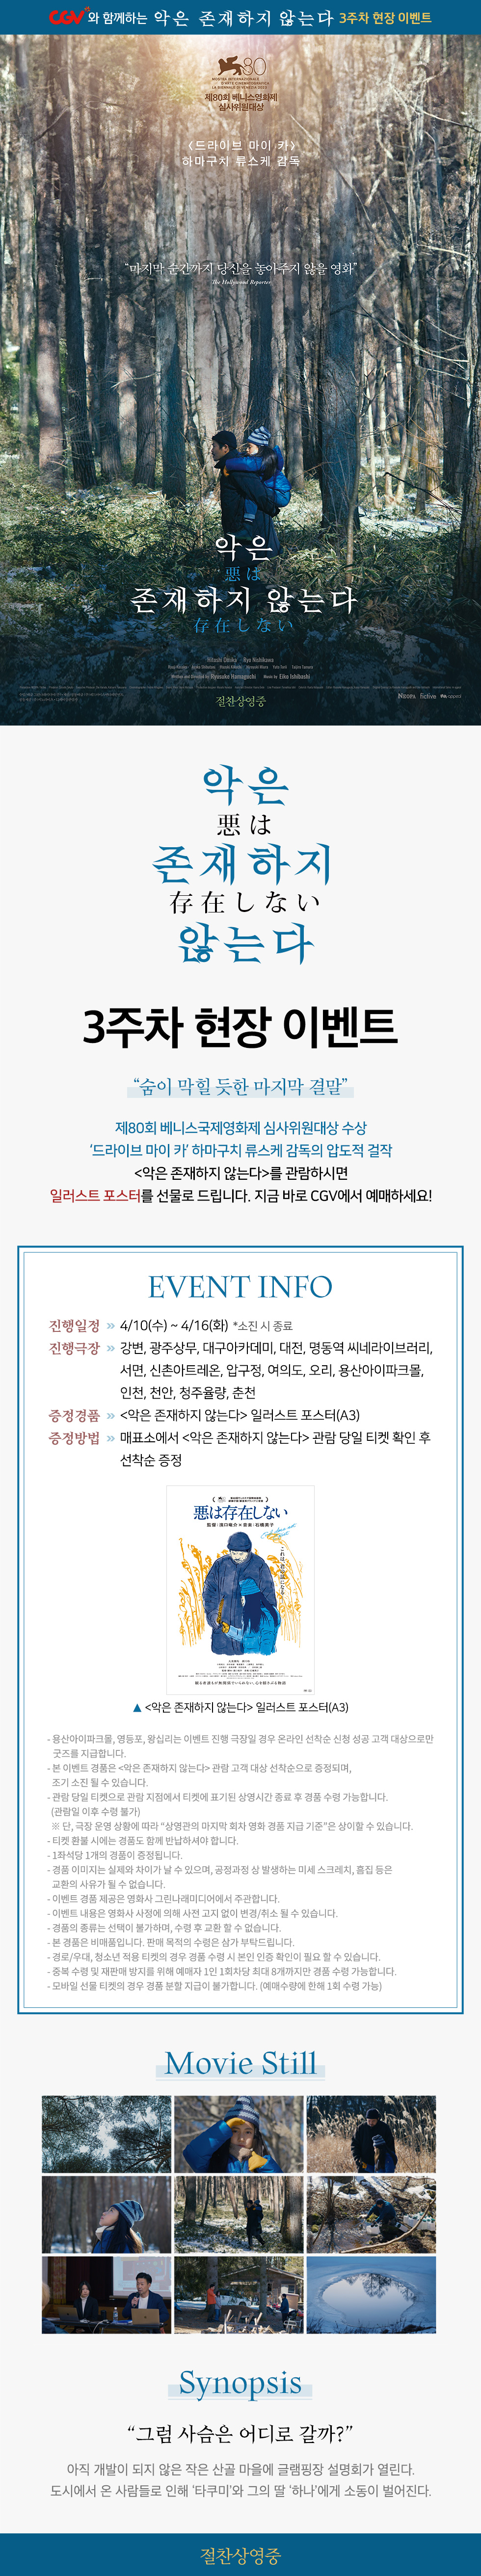 CGV와 함께하는 악은 존재하지 않는다 3주차 현장 이벤트
80
MOSTRA INTERNAZIONALE
D'ARTE CINEMATOGRAFICA
LA BIENNALE DI VENEZIA 2023
제80회 베니스영화제
심사위원대상
<드라이브 마이 카>
하마구치 류스케 감독
“마지막 순간까지 당신을 놓아주지 않을 영화”
The Hollywood Reporter
악은
悪は
존재하지 않는다
存在しない
Hitoshi Omika Ryo Nishikawa
Written and Directed by Ryusuke Hamaguchi Music by Eiko Ishibashi
절찬상영중
NEOPA fictive
악은
悪は
존재하지
存在しない
않는다
3주차 현장 이벤트
“숨이 막힐 듯한 마지막 결말”
제80회 베니스국제영화제 심사위원대상 수상
‘드라이브 마이 카’ 하마구치 류스케 감독의 압도적 걸작
<악은 존재하지 않는다>를 관람하시면
일러스트 포스터를 선물로 드립니다. 지금 바로 CGV에서 예매하세요!
EVENT INFO
진행일정 » 4/10(수) ~ 4/16(화) *소진 시 종료
진행극장 » 강변, 광주상무, 대구아카데미, 대전, 명동역 씨네라이브러리,
서면, 신촌아트레온, 압구정, 여의도, 오리, 용산아이파크몰,
인천, 천안, 청주율량, 춘천
증정경품 » <악은 존재하지 않는다> 일러스트 포스터(A3)
증정방법 » 매표소에서 <악은 존재하지 않는다> 관람 당일 티켓 확인 후
선착순 증정
悪は存在しない
監督:濱口竜介×音楽:石橋英子
Evil does not exist
▲ <악은 존재하지 않는다> 일러스트 포스터(A3)
- 용산아이파크몰, 영등포, 왕십리는 이벤트 진행 극장일 경우 온라인 선착순 신청 성공 고객 대상으로만
굿즈를 지급합니다.
- 본 이벤트 경품은 <악은 존재하지 않는다> 관람 고객 대상 선착순으로 증정되며,
조기 소진 될 수 있습니다.
- 관람 당일 티켓으로 관람 지점에서 티켓에 표기된 상영시간 종료 후 경품 수령 가능합니다.
(관람일 이후 수령 불가)
※ 단, 극장 운영 상황에 따라 “상영관의 마지막 회차 영화 경품 지급 기준”은 상이할 수 있습니다.
- 티켓 환불 시에는 경품도 함께 반납하셔야 합니다.
- 1좌석당 1개의 경품이 증정됩니다.
- 경품 이미지는 실제와 차이가 날 수 있으며, 공정과정 상 발생하는 미세 스크레치, 흠집 등은
교환의 사유가 될 수 없습니다.
- 이벤트 경품 제공은 영화사 그린나래미디어에서 주관합니다.
- 이벤트 내용은 영화사 사정에 의해 사전 고지 없이 변경/취소 될 수 있습니다.
- 경품의 종류는 선택이 불가하며, 수령 후 교환 할 수 없습니다.
- 본 경품은 비매품입니다. 판매 목적의 수령은 삼가 부탁드립니다.
- 경로/우대, 청소년 적용 티켓의 경우 경품 수령 시 본인 인증 확인이 필요 할 수 있습니다.
- 중복 수령 및 재판매 방지를 위해 예매자 1인 1회차당 최대 8개까지만 경품 수령 가능합니다.
- 모바일 선물 티켓의 경우 경품 분할 지급이 불가합니다. (예매수량에 한해 1회 수령 가능)
Movie Still
Synopsis
“그럼 사슴은 어디로 갈까?”
아직 개발이 되지 않은 작은 산골 마을에 글램핑장 설명회가 열린다.
도시에서 온 사람들로 인해 ‘타쿠미’와 그의 딸 ‘하나’에게 소동이 벌어진다.
절찬상영중